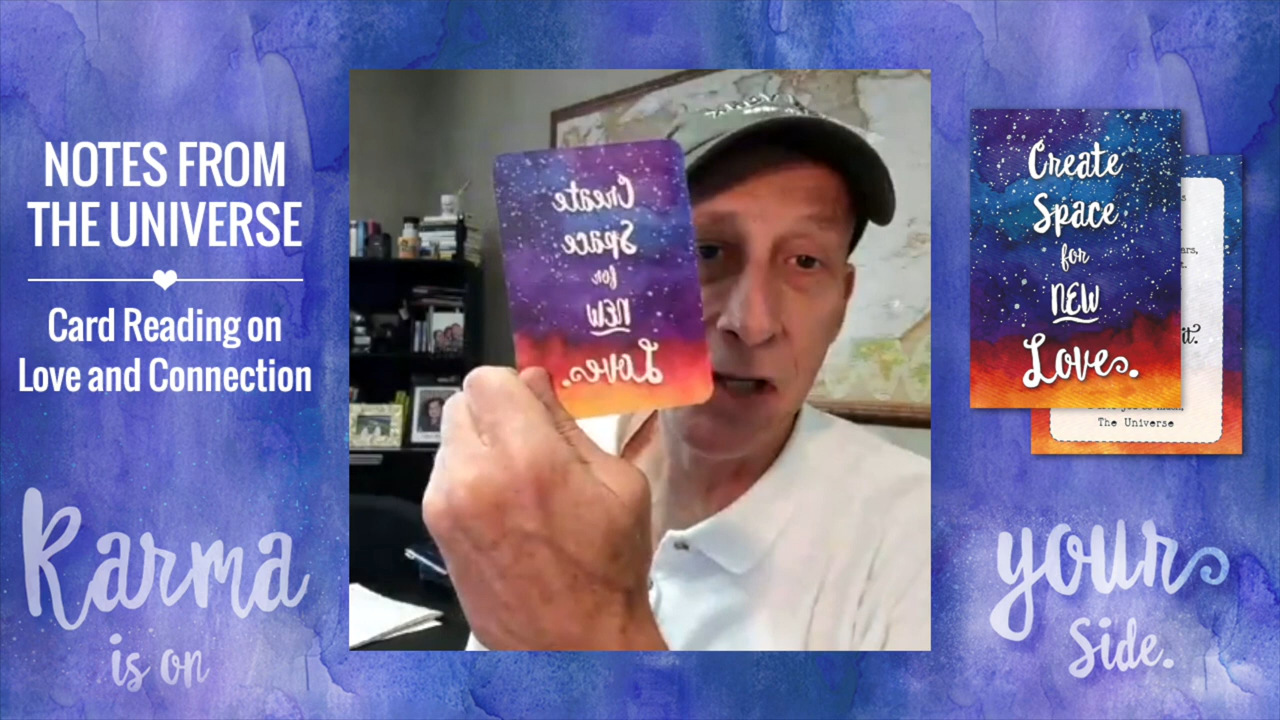 NOTES FROM
THE UNIVERSE
Card Reading on
Love and Connection
Karma
is on
Create
Space
for
NEW
Love.
Create
Space
for
NEW
Love.
it.
The Universe
your
Side.